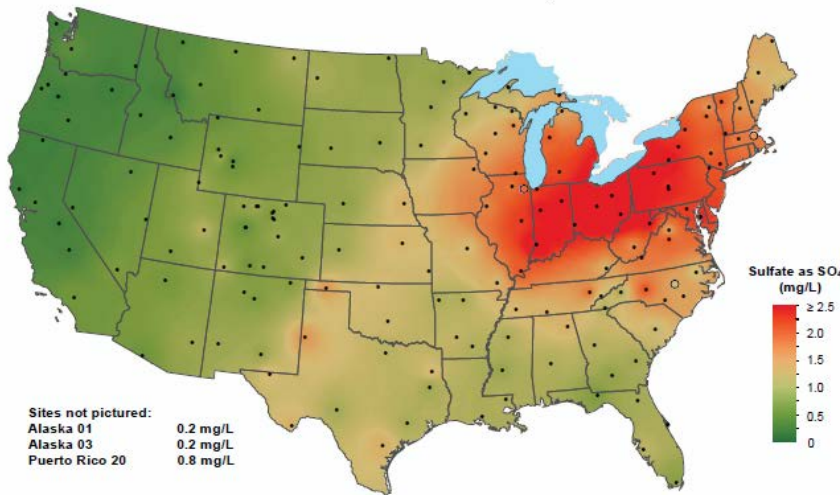 Sulfate as SO₄
(mg/L)
≥ 2.5
2.0
1.5
1.0
0.5
0
Sites not pictured:
Alaska 01 0.2 mg/L
Alaska 03 0.2 mg/L
Puerto Rico 20 0.8 mg/L